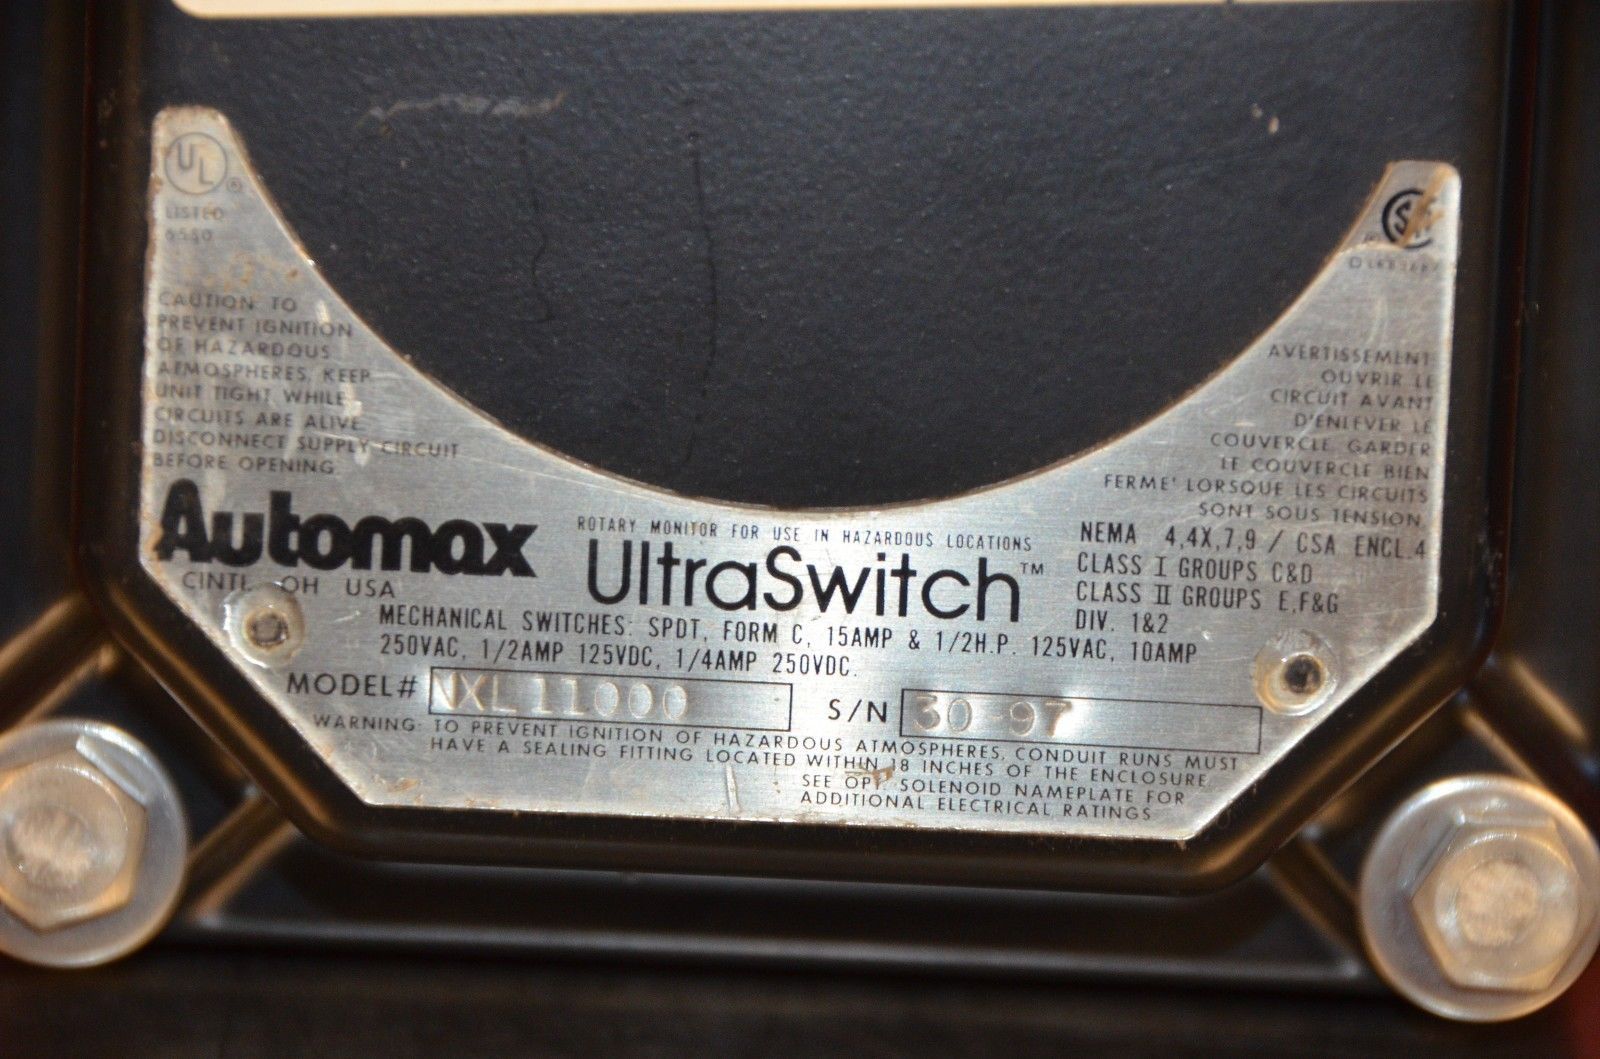 UL ®
LISTED
CAUTION: TO
PREVENT IGNITION
OF HAZARDOUS
ATMOSPHERES, KEEP
UNIT TIGHT WHILE
CIRCUITS ARE ALIVE.
DISCONNECT SUPPLY CIRCUIT
BEFORE OPENING.
AVERTISSEMENT
OUVRIR LE
CIRCUIT AVANT
D'ENLEVER LE
COUVERCLE. GARDER
LE COUVERCLE BIEN
FERME' LORSQUE LES CIRCUITS
SONT SOUS TENSION.
Automax
CINTI. OH USA
ROTARY MONITOR FOR USE IN HAZARDOUS LOCATIONS
UltraSwitch™
NEMA 4,4X,7,9 / CSA ENCL.4
CLASS I GROUPS C&D
CLASS II GROUPS E,F&G
DIV. 1&2
MECHANICAL SWITCHES: SPDT, FORM C, 15AMP & 1/2H.P. 125VAC, 10AMP
250VAC, 1/2AMP 125VDC, 1/4AMP 250VDC.
MODEL# NXL11000 S/N 30-97
WARNING: TO PREVENT IGNITION OF HAZARDOUS ATMOSPHERES, CONDUIT RUNS MUST
HAVE A SEALING FITTING LOCATED WITHIN 18 INCHES OF THE ENCLOSURE
SEE OPT. SOLENOID NAMEPLATE FOR
ADDITIONAL ELECTRICAL RATINGS